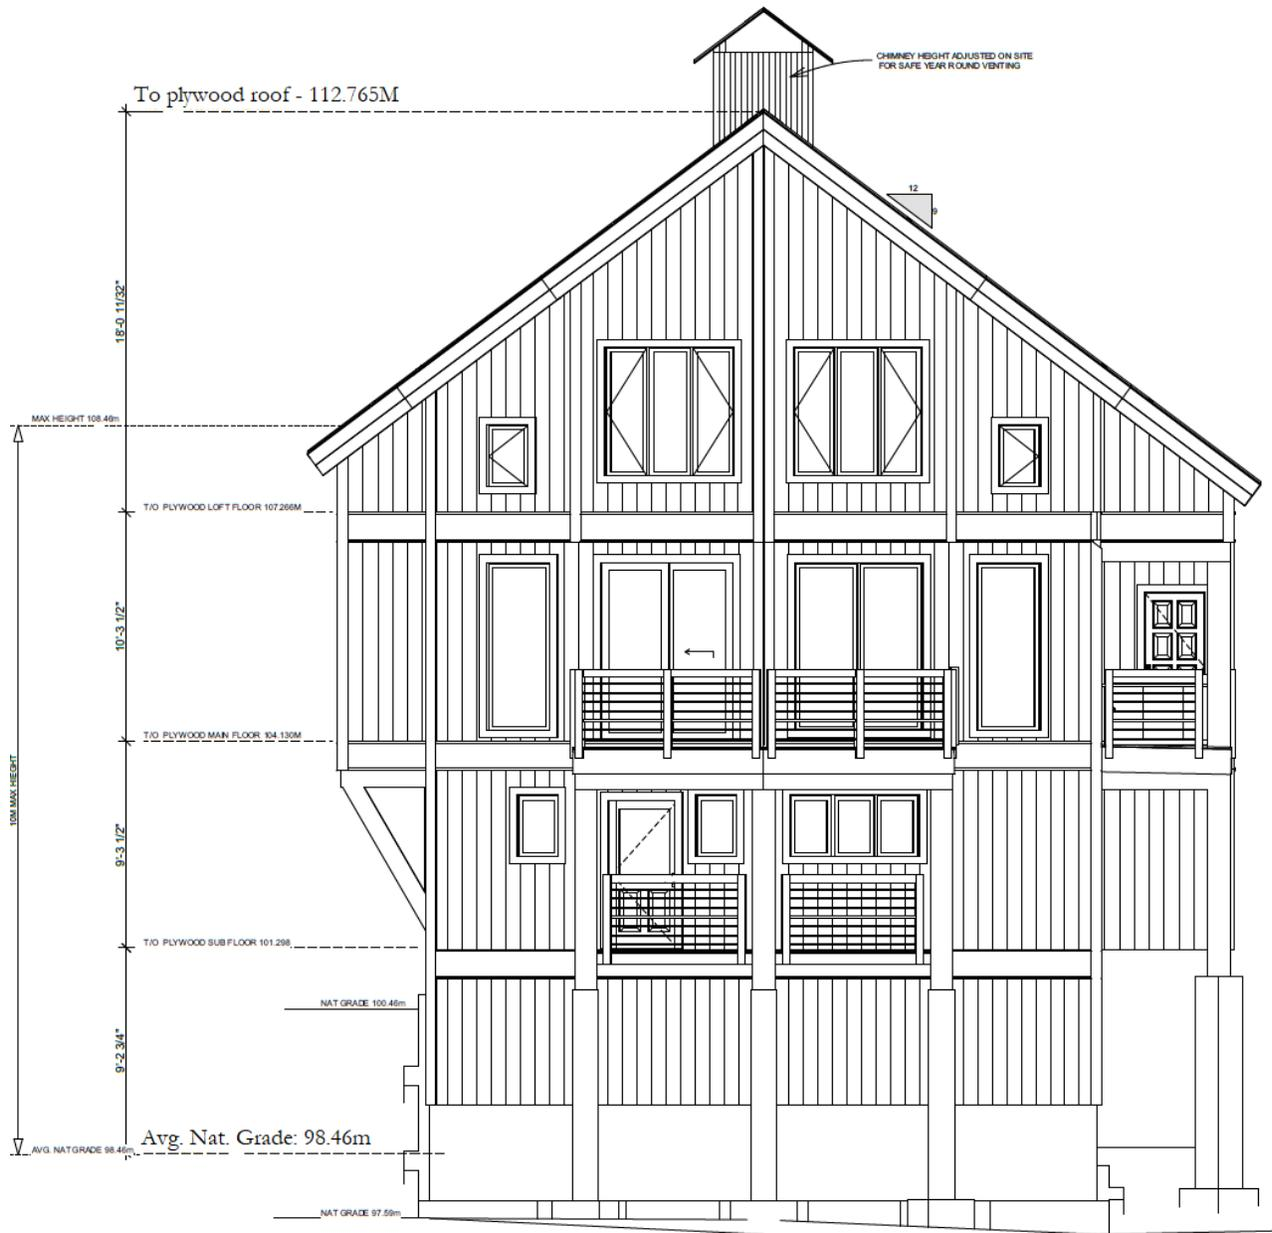 CHIMNEY HEIGHT ADJUSTED ON SITE
FOR SAFE YEAR ROUND VENTING
To plywood roof - 112.765M
12
9
18'-0 11/32"
MAX HEIGHT 108.46m
T/O PLYWOOD LOFT FLOOR 107.266M
10'-3 1/2"
T/O PLYWOOD MAIN FLOOR 104.130M
10M MAX HIEGHT
9'-3 1/2"
T/O PLYWOOD SUB FLOOR 101.298
NAT GRADE 100.46m
9'-2 3/4"
Avg. Nat. Grade: 98.46m
AVG. NAT GRADE 98.46m
NAT GRADE 97.59m